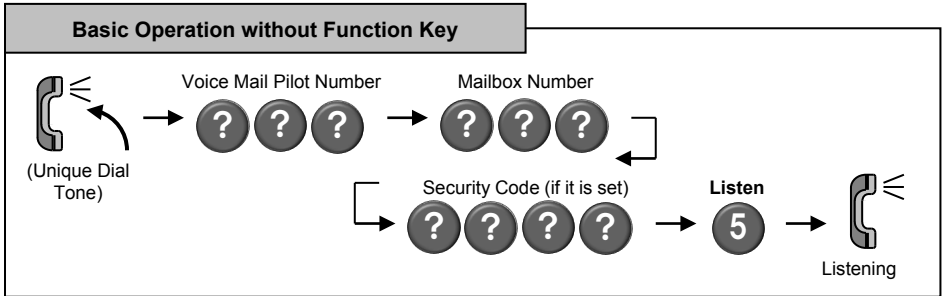 Basic Operation without Function Key
Voice Mail Pilot Number
Mailbox Number
? ? ?
? ? ?
(Unique Dial
Tone)
Security Code (if it is set)
Listen
? ? ? ?
5
Listening